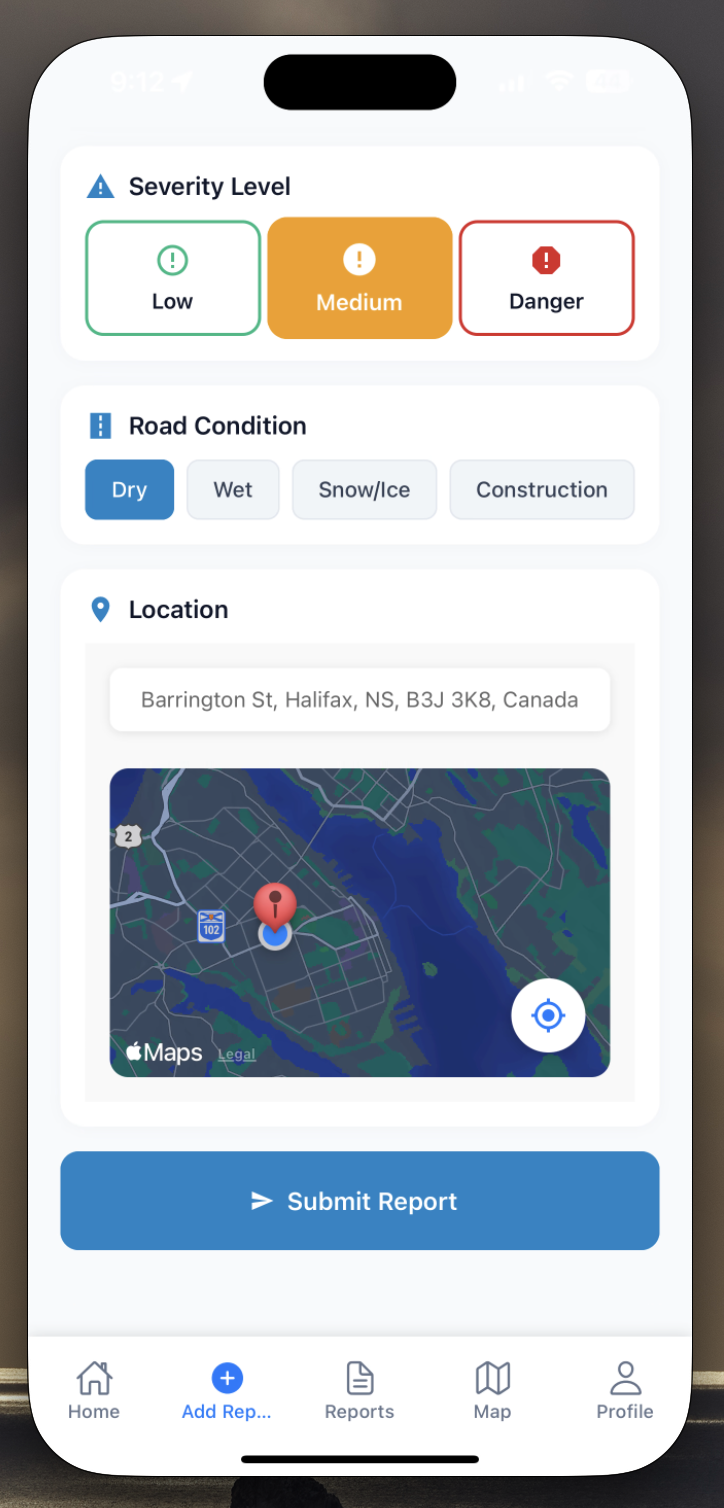 9:12
Severity Level
Low
Medium
Danger
Road Condition
Dry
Wet
Snow/Ice
Construction
Location
Barrington St, Halifax, NS, B3J 3K8, Canada
2
102
Maps Legal
Submit Report
Home
Add Rep...
Reports
Map
Profile